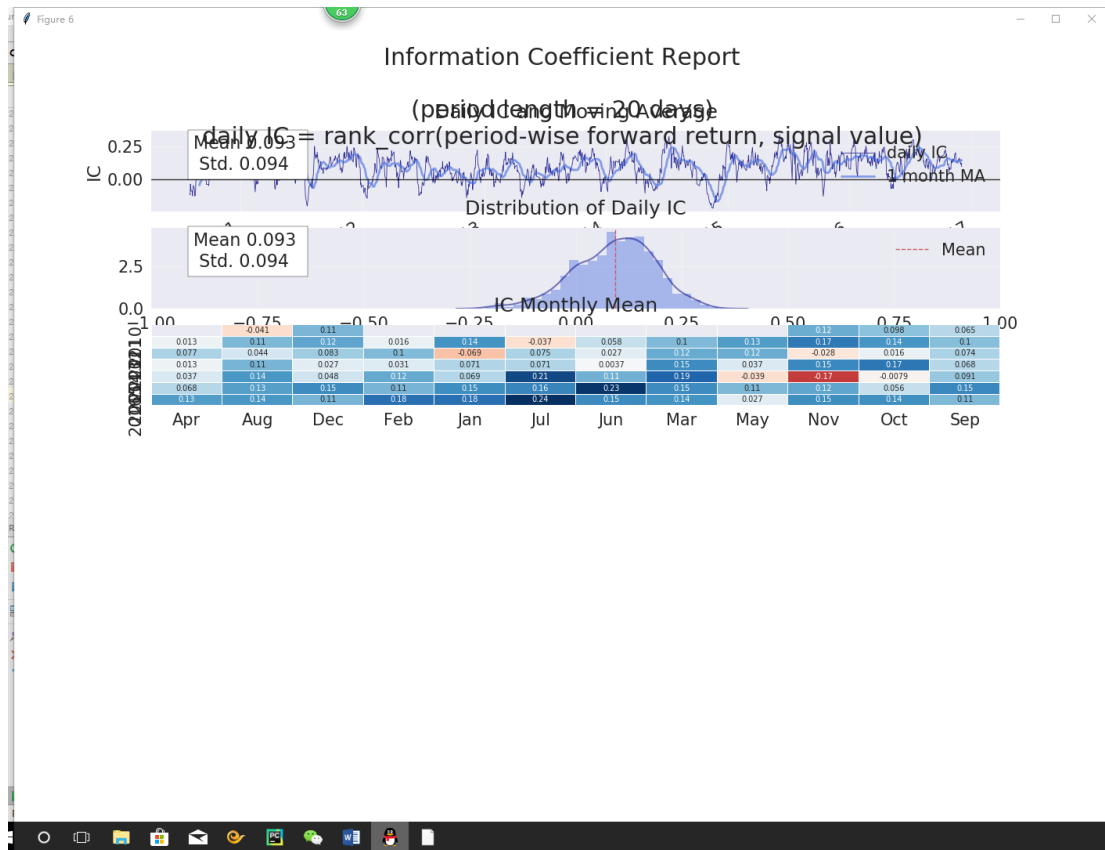 Figure 6
63
Information Coefficient Report
(period length = 20 days)
Daily IC and Moving Average
daily IC = rank_corr(period-wise forward return, signal value)
Mean 0.093
Std. 0.094
daily IC
1 month MA
0.25
0.00
IC
Distribution of Daily IC
Mean 0.093
Std. 0.094
Mean
2.5
0.0
−1.00 −0.75 −0.50 −0.25 0.00 0.25 0.50 0.75 1.00
IC Monthly Mean
-0.041 0.11 0.12 0.098 0.065
0.013 0.11 0.12 0.016 0.14 -0.037 0.058 0.1 0.13 0.17 0.14 0.1
0.077 0.044 0.083 0.1 -0.069 0.075 0.027 0.12 0.12 -0.028 0.016 0.074
0.013 0.11 0.027 0.031 0.071 0.071 0.0037 0.15 0.037 0.15 0.17 0.068
0.037 0.14 0.048 0.12 0.069 0.21 0.11 0.19 -0.039 -0.17 -0.0079 0.091
0.068 0.13 0.15 0.11 0.15 0.16 0.23 0.15 0.11 0.12 0.056 0.15
0.13 0.14 0.11 0.18 0.18 0.24 0.15 0.14 0.027 0.15 0.14 0.11
Apr Aug Dec Feb Jan Jul Jun Mar May Nov Oct Sep